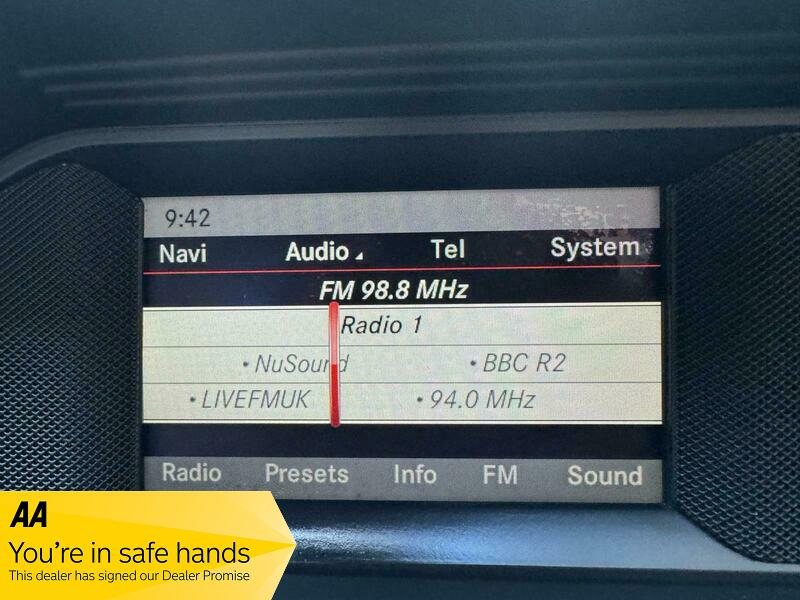 9:42
Navi Audio Tel System
FM 98.8 MHz
Radio 1
• NuSound • BBC R2
• LIVEFMUK • 94.0 MHz
Radio Presets Info FM Sound
AA
You're in safe hands
This dealer has signed our Dealer Promise